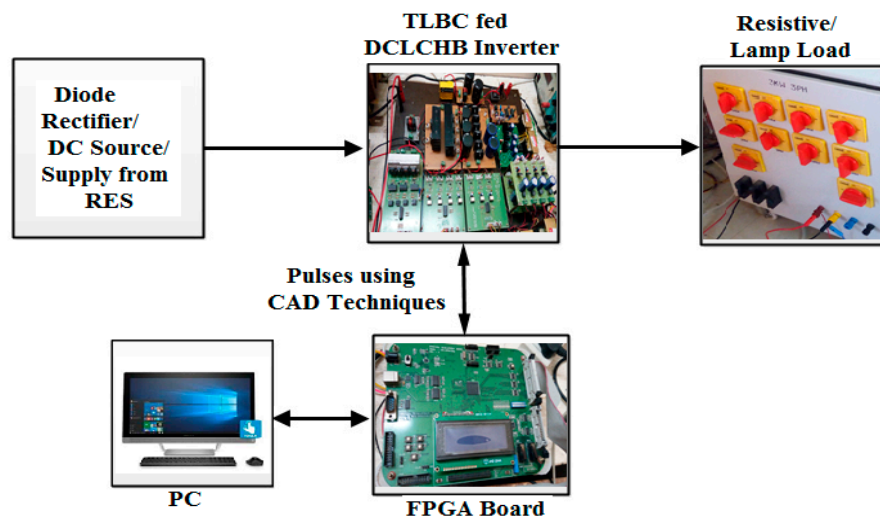 TLBC fed
DCLCHB Inverter
Resistive/
Lamp Load
Diode
Rectifier/
DC Source/
Supply from
RES
Pulses using
CAD Techniques
PC
FPGA Board